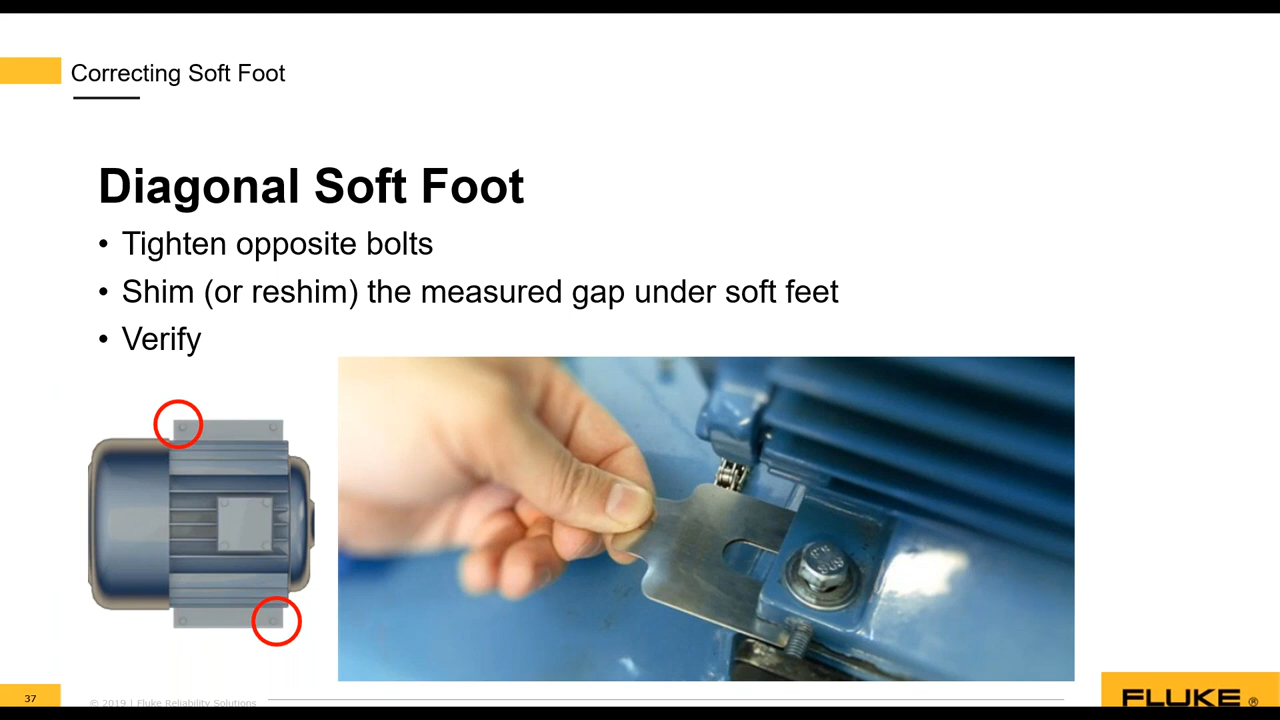 Correcting Soft Foot
Diagonal Soft Foot
• Tighten opposite bolts
• Shim (or reshim) the measured gap under soft feet
• Verify
37
© 2019 | Fluke Reliability Solutions
FLUKE ®